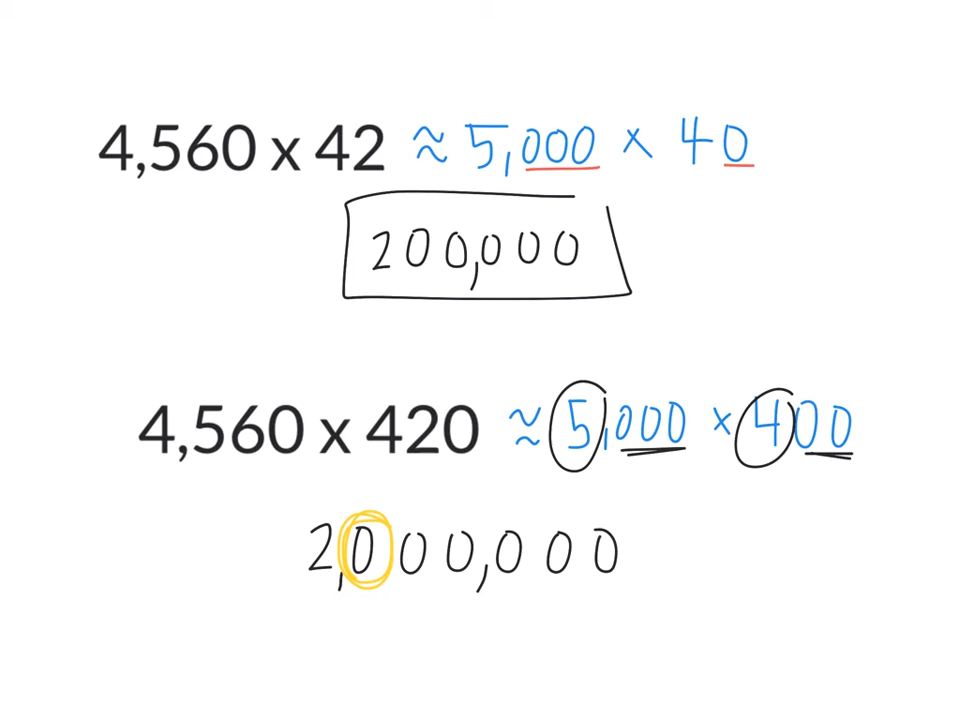 4,560 x 42 ≈ 5,000 x 40
200,000
4,560 x 420 ≈ 5,000 x 400
2,000,000